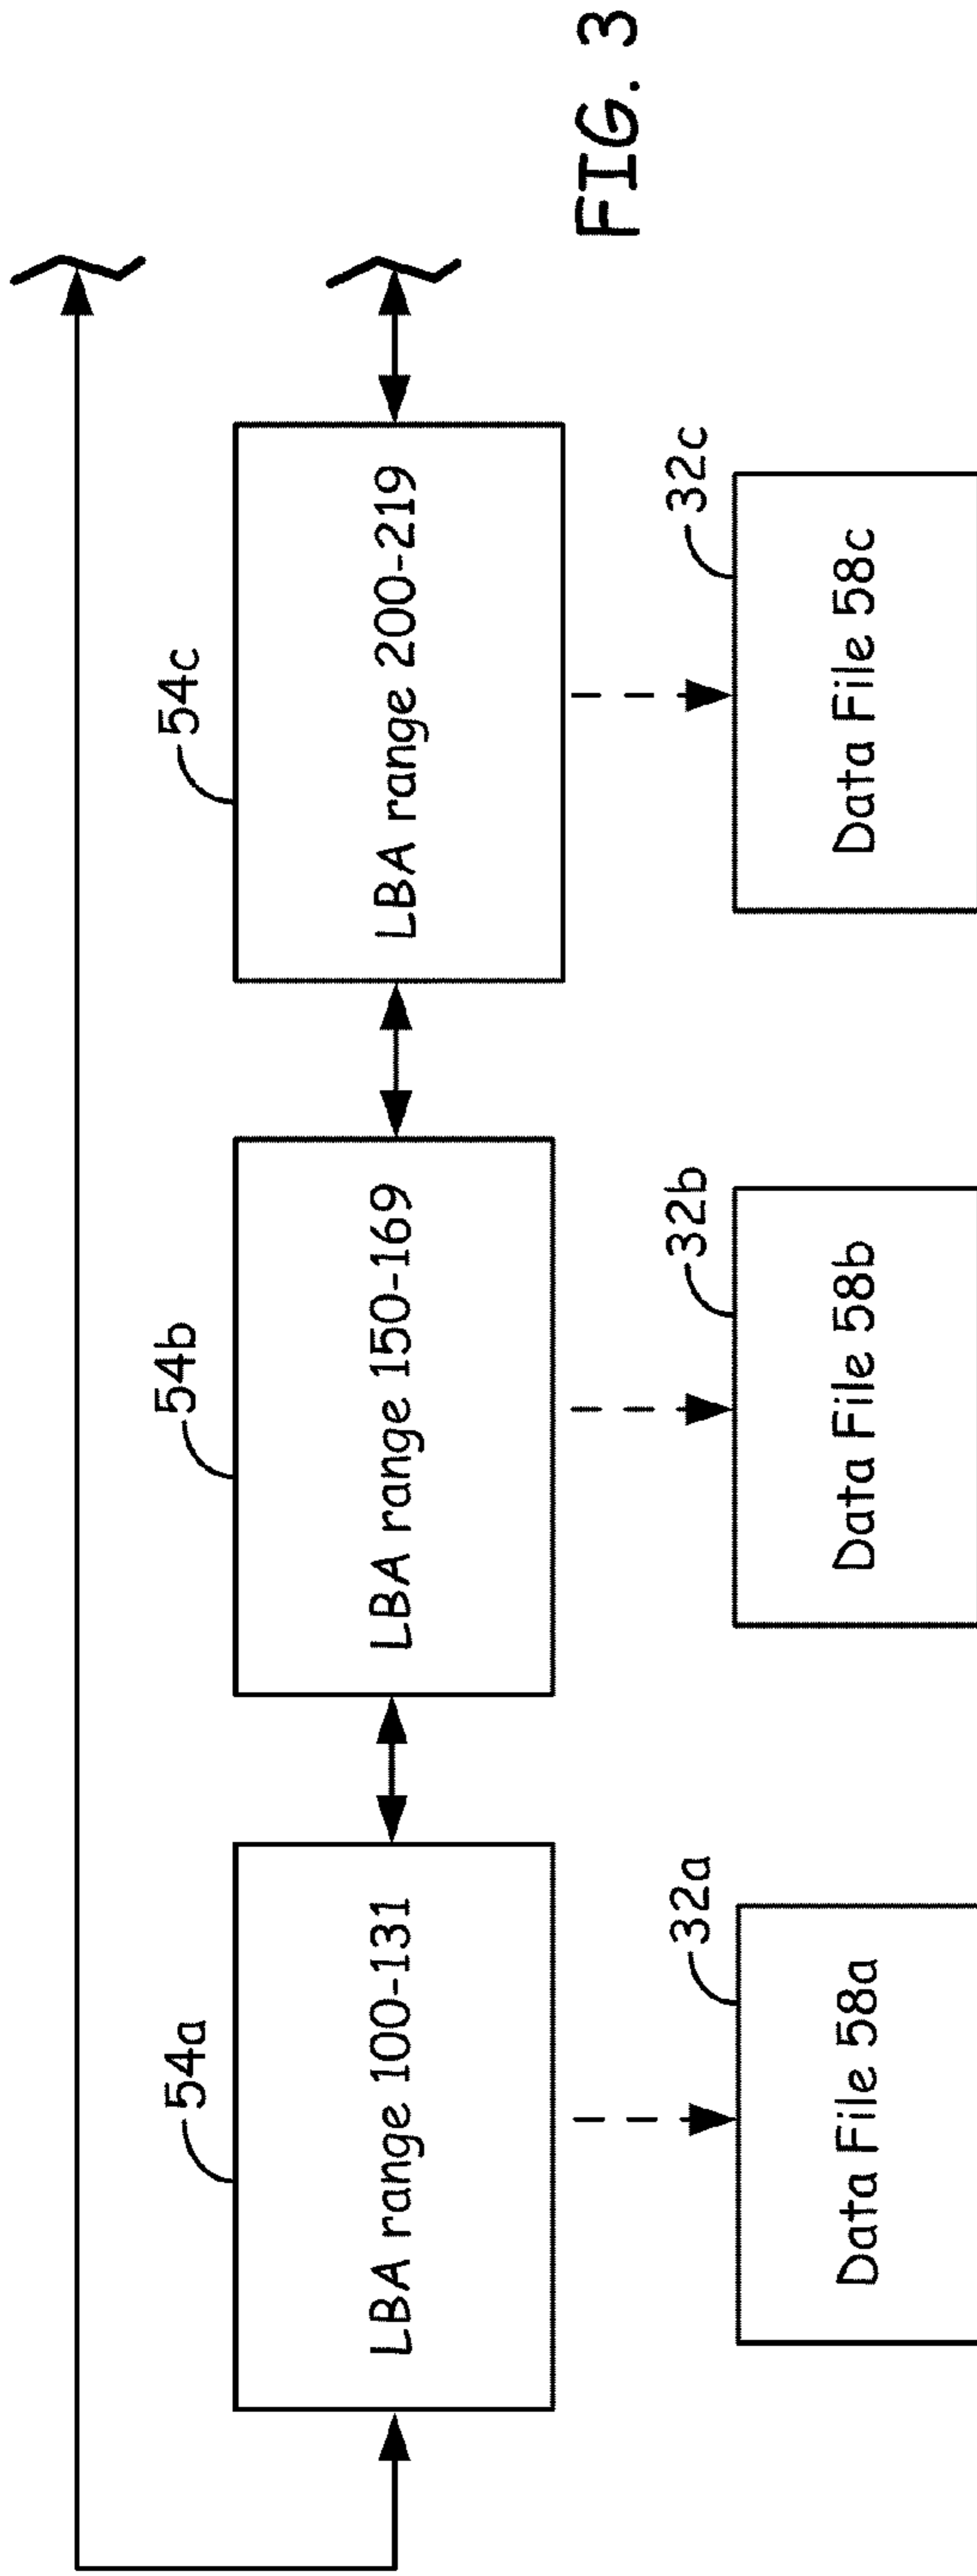 54a
54b
54c
LBA range 100-131
LBA range 150-169
LBA range 200-219
32a
32b
32c
Data File 58a
Data File 58b
Data File 58c
FIG. 3